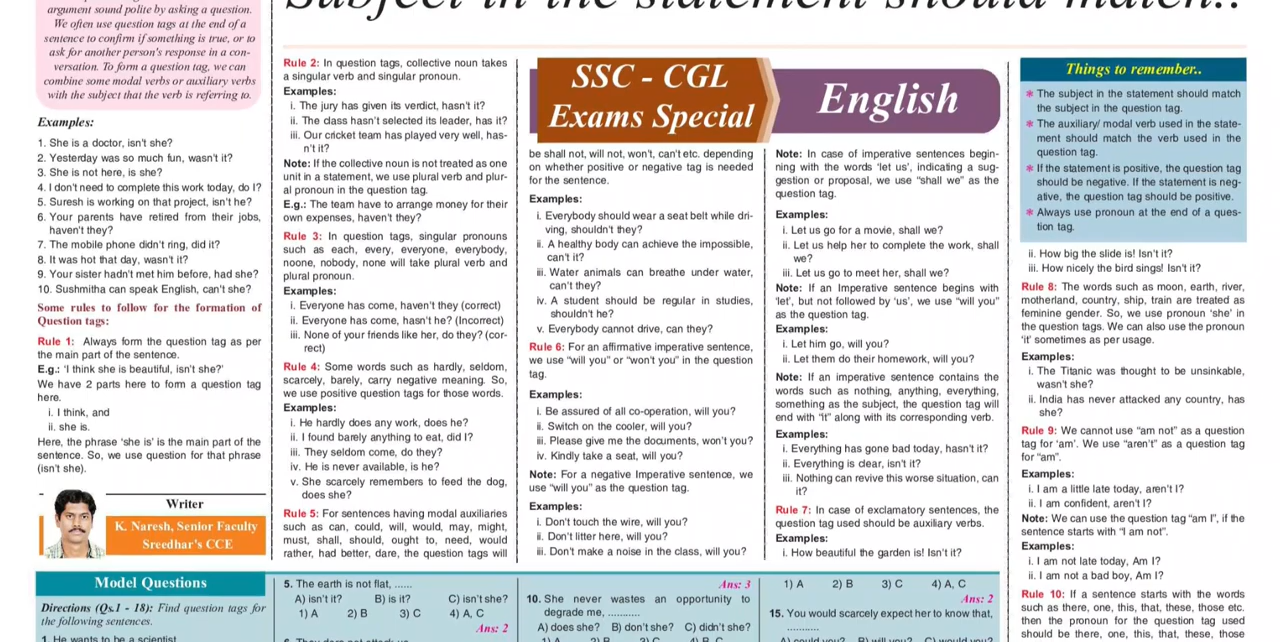 Subject in the statement should match..
argument sound polite by asking a question.
We often use question tags at the end of a
sentence to confirm if something is true, or to
ask for another person's response in a con-
versation. To form a question tag, we can
combine some modal verbs or auxiliary verbs
with the subject that the verb is referring to.
Examples:
1. She is a doctor, isn't she?
2. Yesterday was so much fun, wasn't it?
3. She is not here, is she?
4. I don't need to complete this work today, do I?
5. Suresh is working on that project, isn't he?
6. Your parents have retired from their jobs,
haven't they?
7. The mobile phone didn't ring, did it?
8. It was hot that day, wasn't it?
9. Your sister hadn't met him before, had she?
10. Sushmitha can speak English, can't she?
Some rules to follow for the formation of
Question tags:
Rule 1: Always form the question tag as per
the main part of the sentence.
E.g.: 'I think she is beautiful, isn't she?'
We have 2 parts here to form a question tag
here.
i. I think, and
ii. she is.
Here, the phrase 'she is' is the main part of the
sentence. So, we use question for that phrase
(isn't she).
Writer
K. Naresh, Senior Faculty
Sreedhar's CCE
Rule 2: In question tags, collective noun takes
a singular verb and singular pronoun.
Examples:
i. The jury has given its verdict, hasn't it?
ii. The class hasn't selected its leader, has it?
iii. Our cricket team has played very well, has-
n't it?
Note: If the collective noun is not treated as one
unit in a statement, we use plural verb and plur-
al pronoun in the question tag.
E.g.: The team have to arrange money for their
own expenses, haven't they?
Rule 3: In question tags, singular pronouns
such as each, every, everyone, everybody,
noone, nobody, none will take plural verb and
plural pronoun.
Examples:
i. Everyone has come, haven't they (correct)
ii. Everyone has come, hasn't he? (Incorrect)
iii. None of your friends like her, do they? (cor-
rect)
Rule 4: Some words such as hardly, seldom,
scarcely, barely, carry negative meaning. So,
we use positive question tags for those words.
Examples:
i. He hardly does any work, does he?
ii. I found barely anything to eat, did I?
iii. They seldom come, do they?
iv. He is never available, is he?
v. She scarcely remembers to feed the dog,
does she?
Rule 5: For sentences having modal auxiliaries
such as can, could, will, would, may, might,
must, shall, should, ought to, need, would
rather, had better, dare, the question tags will
SSC - CGL
Exams Special
English
be shall not, will not, won't, can't etc. depending
on whether positive or negative tag is needed
for the sentence.
Examples:
i. Everybody should wear a seat belt while dri-
ving, shouldn't they?
ii. A healthy body can achieve the impossible,
can't it?
iii. Water animals can breathe under water,
can't they?
iv. A student should be regular in studies,
shouldn't he?
v. Everybody cannot drive, can they?
Rule 6: For an affirmative imperative sentence,
we use "will you" or "won't you" in the question
tag.
Examples:
i. Be assured of all co-operation, will you?
ii. Switch on the cooler, will you?
iii. Please give me the documents, won't you?
iv. Kindly take a seat, will you?
Note: For a negative Imperative sentence, we
use "will you" as the question tag.
Examples:
i. Don't touch the wire, will you?
ii. Don't litter here, will you?
iii. Don't make a noise in the class, will you?
Note: In case of imperative sentences begin-
ning with the words 'let us', indicating a sug-
gestion or proposal, we use "shall we" as the
question tag.
Examples:
i. Let us go for a movie, shall we?
ii. Let us help her to complete the work, shall
we?
iii. Let us go to meet her, shall we?
Note: If an Imperative sentence begins with
'let', but not followed by 'us', we use "will you"
as the question tag.
Examples:
i. Let him go, will you?
ii. Let them do their homework, will you?
Note: If an imperative sentence contains the
words such as nothing, anything, everything,
something as the subject, the question tag will
end with "it" along with its corresponding verb.
Examples:
i. Everything has gone bad today, hasn't it?
ii. Everything is clear, isn't it?
iii. Nothing can revive this worse situation, can
it?
Rule 7: In case of exclamatory sentences, the
question tag used should be auxiliary verbs.
Examples:
i. How beautiful the garden is! Isn't it?
Things to remember..
* The subject in the statement should match
the subject in the question tag.
* The auxiliary/ modal verb used in the state-
ment should match the verb used in the
question tag.
* If the statement is positive, the question tag
should be negative. If the statement is neg-
ative, the question tag should be positive.
* Always use pronoun at the end of a ques-
tion tag.
ii. How big the slide is! Isn't it?
iii. How nicely the bird sings! Isn't it?
Rule 8: The words such as moon, earth, river,
motherland, country, ship, train are treated as
feminine gender. So, we use pronoun 'she' in
the question tags. We can also use the pronoun
'it' sometimes as per usage.
Examples:
i. The Titanic was thought to be unsinkable,
wasn't she?
ii. India has never attacked any country, has
she?
Rule 9: We cannot use "am not" as a question
tag for 'am'. We use "aren't" as a question tag
for "am".
Examples:
i. I am a little late today, aren't I?
ii. I am confident, aren't I?
Note: We can use the question tag "am I", if the
sentence starts with "I am not".
Examples:
i. I am not late today, Am I?
ii. I am not a bad boy, Am I?
Rule 10: If a sentence starts with the words
such as there, one, this, that, these, those etc.
then the pronoun for the question tag used
should be there, one, this, that, these, those
Model Questions
Directions (Qs.1 - 18): Find question tags for
the following sentences.
1. He wants to be a scientist
5. The earth is not flat, ......
A) isn't it? B) is it? C) isn't she?
1) A 2) B 3) C 4) A, C
Ans: 2
Ans: 3
10. She never wastes an opportunity to
degrade me, ...........
A) does she? B) don't she? C) didn't she?
1) A 2) B 3) C 4) B, C
1) A 2) B 3) C 4) A, C
Ans: 2
15. You would scarcely expect her to know that,
...........
A) could you? B) will you? C) would you?